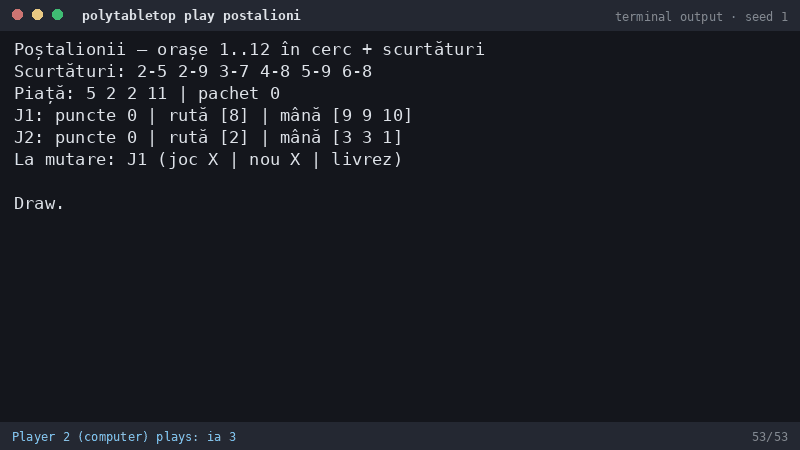 polytabletop play postalioni
terminal output · seed 1
Poștalionii — orașe 1..12 în cerc + scurtături
Scurtături: 2-5 2-9 3-7 4-8 5-9 6-8
Piață: 5 2 2 11 | pachet 0
J1: puncte 0 | rută [8] | mână [9 9 10]
J2: puncte 0 | rută [2] | mână [3 3 1]
La mutare: J1 (joc X | nou X | livrez)
Draw.
Player 2 (computer) plays: ia 3
53/53